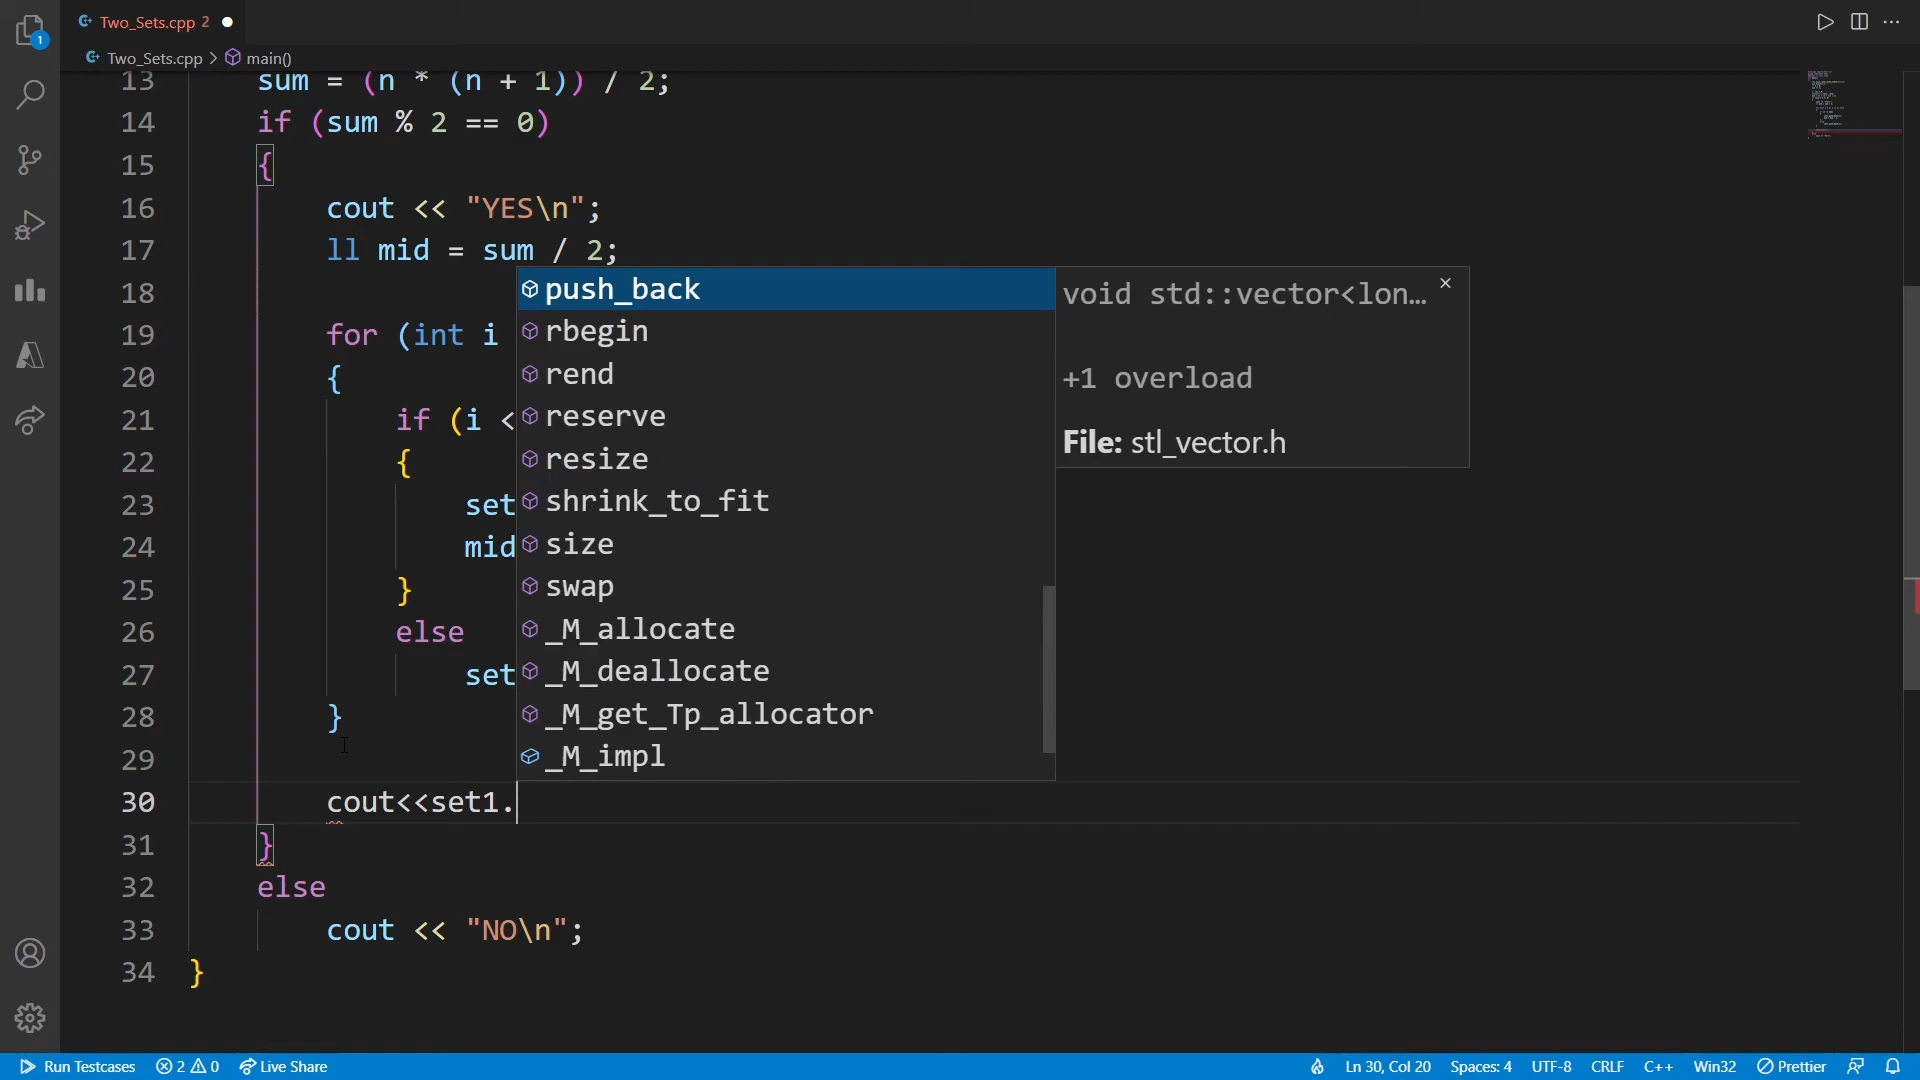 1
Two_Sets.cpp 2
Two_Sets.cpp > main()
13 sum = (n * (n + 1)) / 2;
14 if (sum % 2 == 0)
15 {
16 cout << "YES\n";
17 ll mid = sum / 2;
18
19 for (int i
20 {
21 if (i <
22 {
23 set
24 mid
25 }
26 else
27 set
28 }
29
30 cout<<set1.
31 }
32 else
33 cout << "NO\n";
34 }
push_back
rbegin
rend
reserve
resize
shrink_to_fit
size
swap
_M_allocate
_M_deallocate
_M_get_Tp_allocator
_M_impl
void std::vector<lon...
+1 overload
File: stl_vector.h
Run Testcases 2 0 Live Share Ln 30, Col 20 Spaces: 4 UTF-8 CRLF C++ Win32 Prettier